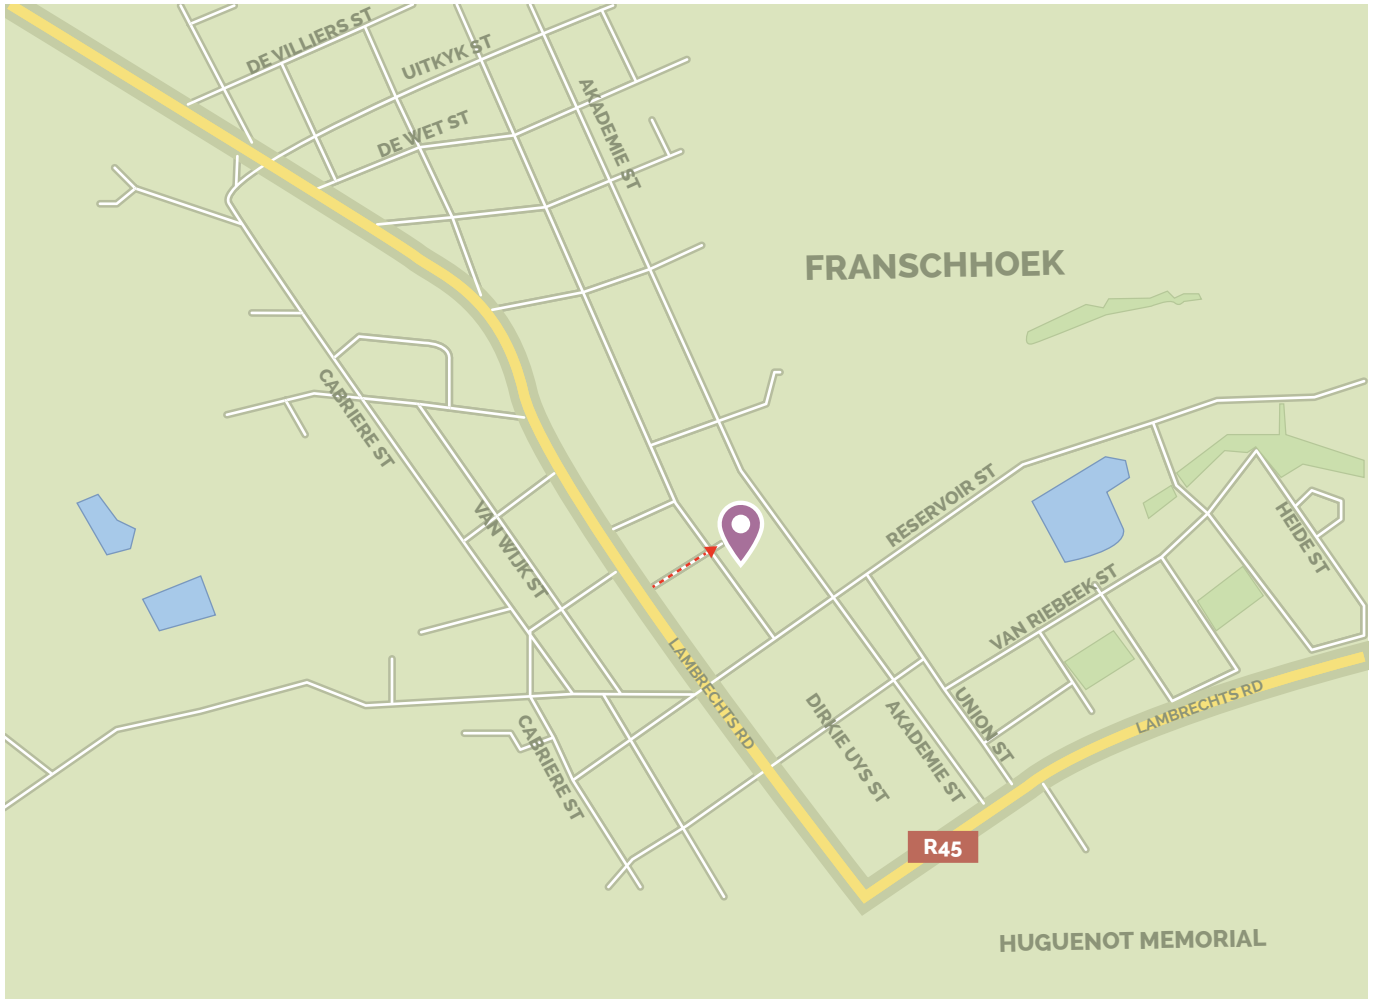 DE VILLIERS ST
UITKYK ST
DE WET ST
AKADEMIE ST
FRANSCHHOEK
CABRIERE ST
VAN WIJK ST
RESERVOIR ST
HEIDE ST
VAN RIEBEEK ST
LAMBRECHTS RD
DIRKIE UYS ST
AKADEMIE ST
UNION ST
LAMBRECHTS RD
CABRIERE ST
R45
HUGUENOT MEMORIAL